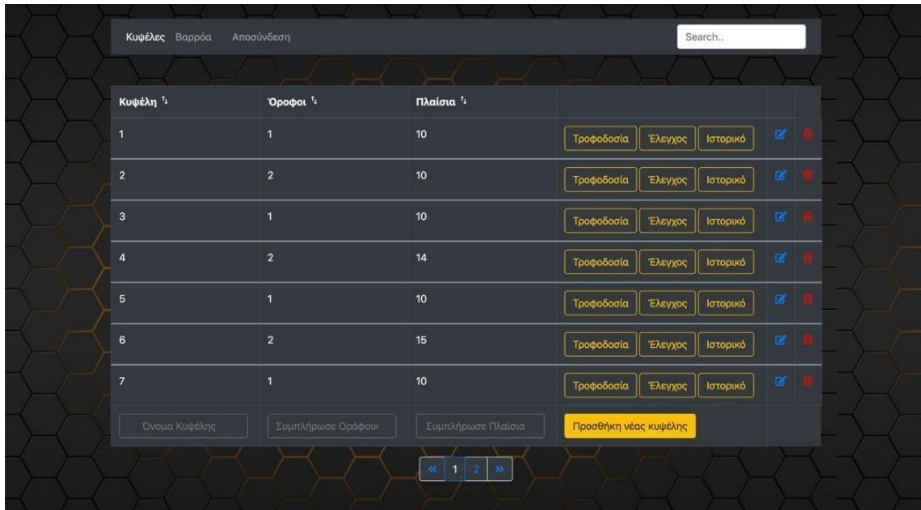 Κυψέλες Βαρρόα Αποσύνδεση Search..
Κυψέλη Όροφοι Πλαίσια
1 1 10 Τροφοδοσία Έλεγχος Ιστορικό
2 2 10 Τροφοδοσία Έλεγχος Ιστορικό
3 1 10 Τροφοδοσία Έλεγχος Ιστορικό
4 2 14 Τροφοδοσία Έλεγχος Ιστορικό
5 1 10 Τροφοδοσία Έλεγχος Ιστορικό
6 2 15 Τροφοδοσία Έλεγχος Ιστορικό
7 1 10 Τροφοδοσία Έλεγχος Ιστορικό
Όνομα Κυψέλης Συμπλήρωσε Ορόφου Συμπλήρωσε Πλαίσια Προσθήκη νέας κυψέλης
« 1 2 »